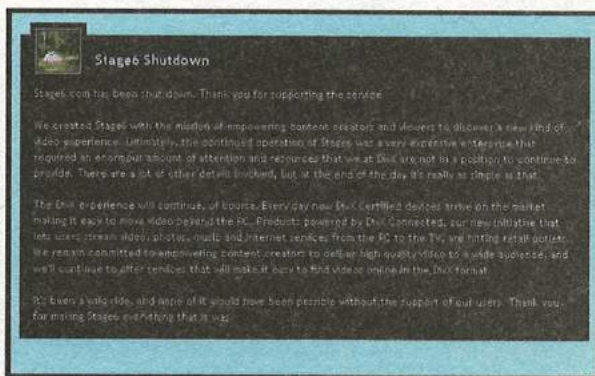 Stage6 Shutdown
Stage6.com has been shut down. Thank you for supporting the service.
We created Stage6 with the mission of empowering content creators and viewers to discover a new kind of
video experience. Ultimately, the continued operation of Stage6 was a very expensive enterprise that
required an enormous amount of attention and resources that we at DivX are not in a position to continue to
provide. There are a lot of other details involved, but at the end of the day it's really as simple as that.
The DivX experience will continue, of course. Every day new DivX Certified devices arrive on the market
making it easy to move video beyond the PC. Products powered by DivX Connected, our new initiative that
lets users stream video, photos, music and Internet services from the PC to the TV, are hitting retail outlets.
We remain committed to empowering content creators to deliver high quality video to a wide audience, and
we'll continue to offer services that will make it easy to find videos online in the DivX format.
It's been a wild ride, and none of it would have been possible without the support of our users. Thank you
for making Stage6 everything that it was.